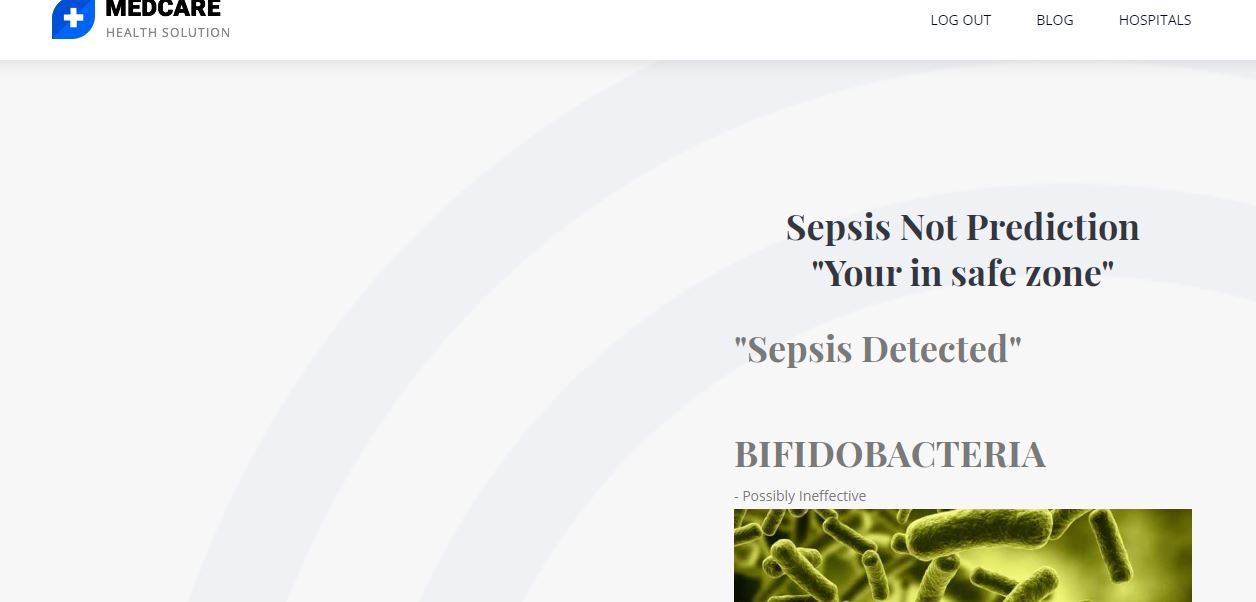 MEDCARE
HEALTH SOLUTION
LOG OUT BLOG HOSPITALS
Sepsis Not Prediction
"Your in safe zone"
"Sepsis Detected"
BIFIDOBACTERIA
- Possibly Ineffective